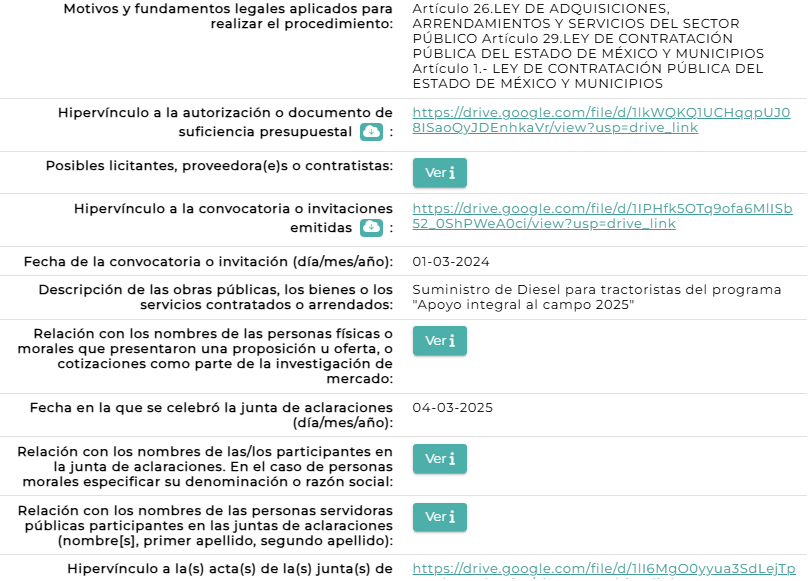 Motivos y fundamentos legales aplicados para
realizar el procedimiento:
Artículo 26.LEY DE ADQUISICIONES,
ARRENDAMIENTOS Y SERVICIOS DEL SECTOR
PÚBLICO Artículo 29.LEY DE CONTRATACIÓN
PÚBLICA DEL ESTADO DE MÉXICO Y MUNICIPIOS
Artículo 1.- LEY DE CONTRATACIÓN PÚBLICA DEL
ESTADO DE MÉXICO Y MUNICIPIOS
Hipervínculo a la autorización o documento de
suficiencia presupuestal :
https://drive.google.com/file/d/1lkWQKQ1UCHqqpUJ0
8ISaoQyJDEnhkaVr/view?usp=drive_link
Posibles licitantes, proveedora(e)s o contratistas:
Ver
Hipervínculo a la convocatoria o invitaciones
emitidas :
https://drive.google.com/file/d/1IPHfk5OTq9ofa6MlISb
52_0ShPWeA0ci/view?usp=drive_link
Fecha de la convocatoria o invitación (día/mes/año):
01-03-2024
Descripción de las obras públicas, los bienes o los
servicios contratados o arrendados:
Suministro de Diesel para tractoristas del programa
"Apoyo integral al campo 2025"
Relación con los nombres de las personas físicas o
morales que presentaron una proposición u oferta, o
cotizaciones como parte de la investigación de
mercado:
Ver
Fecha en la que se celebró la junta de aclaraciones
(día/mes/año):
04-03-2025
Relación con los nombres de las/los participantes en
la junta de aclaraciones. En el caso de personas
morales especificar su denominación o razón social:
Ver
Relación con los nombres de las personas servidoras
públicas participantes en las juntas de aclaraciones
(nombre[s], primer apellido, segundo apellido):
Ver
Hipervínculo a la(s) acta(s) de la(s) junta(s) de
https://drive.google.com/file/d/1lI6MgO0yyua3SdLejTp